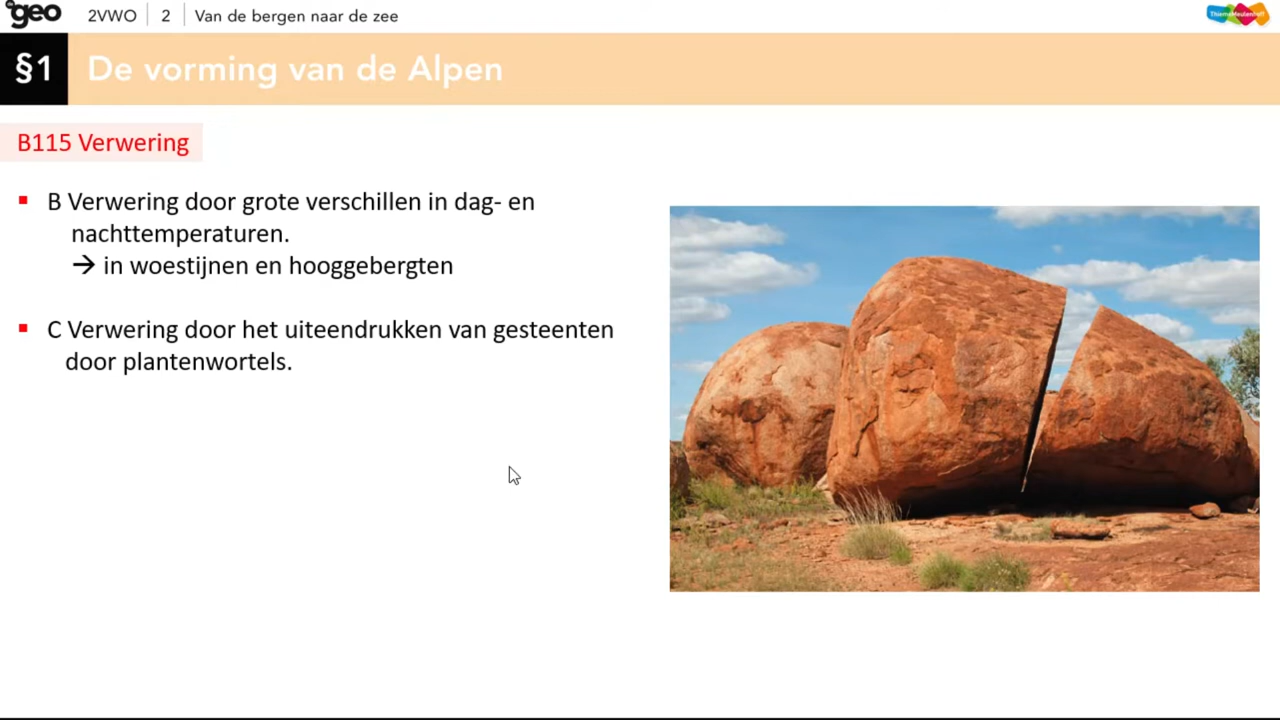 geo 2VWO 2 Van de bergen naar de zee
ThiemeMeulenhoff
§1 De vorming van de Alpen
B115 Verwering
▪ B Verwering door grote verschillen in dag- en
nachttemperaturen.
→ in woestijnen en hooggebergten
▪ C Verwering door het uiteendrukken van gesteenten
door plantenwortels.